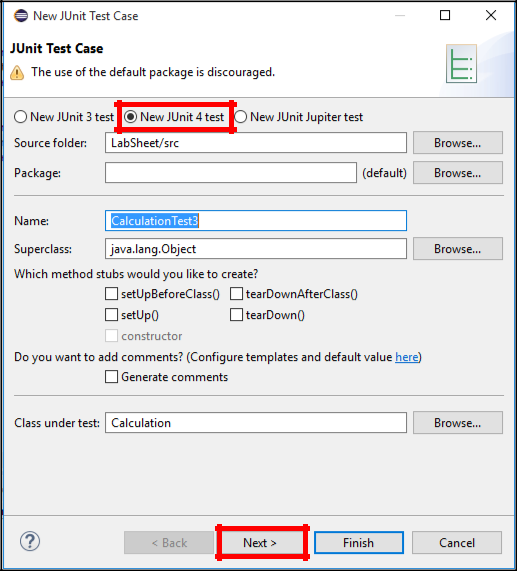 New JUnit Test Case
JUnit Test Case
The use of the default package is discouraged.
New JUnit 3 test New JUnit 4 test New JUnit Jupiter test
Source folder: LabSheet/src Browse...
Package: (default) Browse...
Name: CalculationTest3
Superclass: java.lang.Object Browse...
Which method stubs would you like to create?
setUpBeforeClass() tearDownAfterClass()
setUp() tearDown()
constructor
Do you want to add comments? (Configure templates and default value here)
Generate comments
Class under test: Calculation Browse...
? < Back Next > Finish Cancel